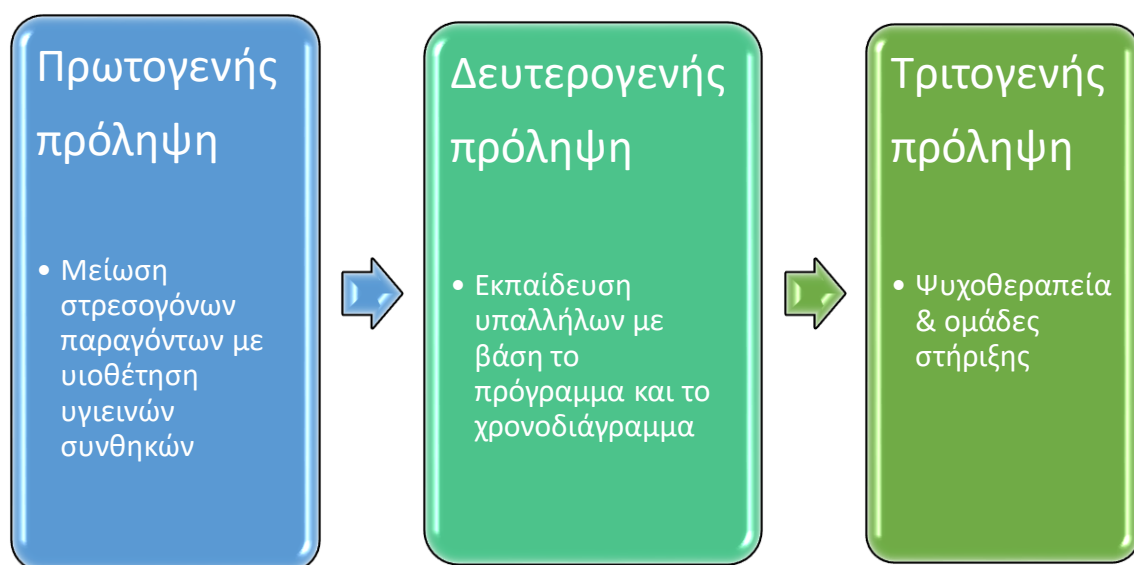 Πρωτογενής
πρόληψη
• Μείωση
στρεσογόνων
παραγόντων με
υιοθέτηση
υγιεινών
συνθηκών
Δευτερογενής
πρόληψη
• Εκπαίδευση
υπαλλήλων με
βάση το
πρόγραμμα και το
χρονοδιάγραμμα
Τριτογενής
πρόληψη
• Ψυχοθεραπεία
& ομάδες
στήριξης